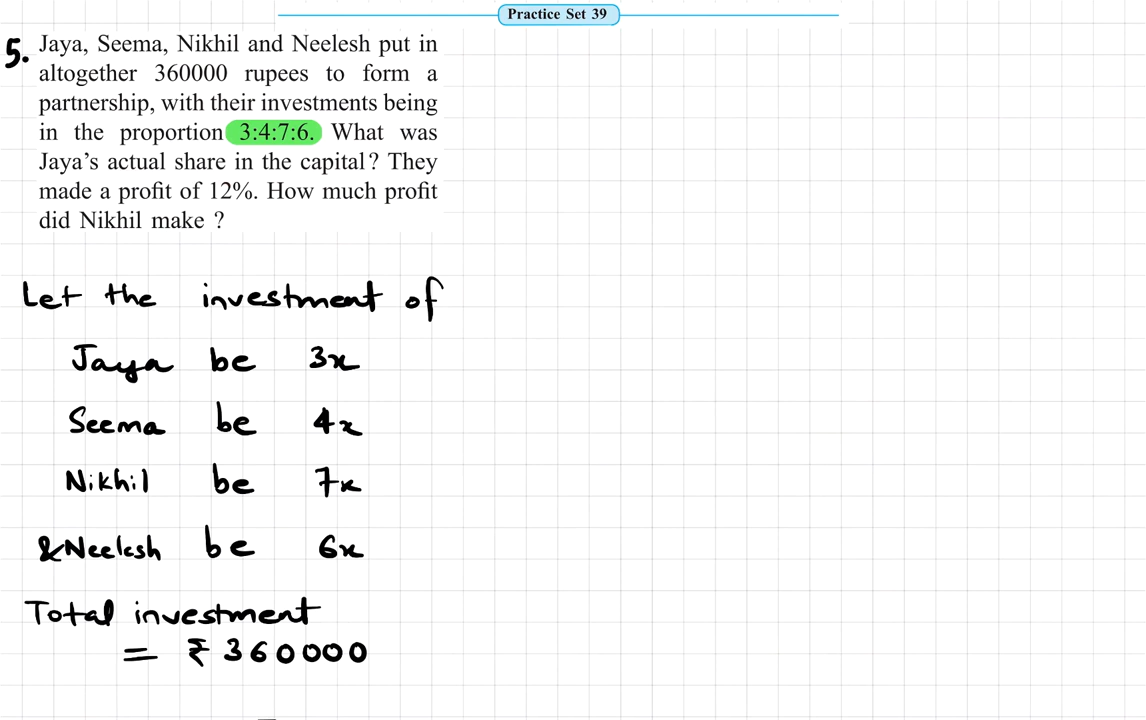 Practice Set 39
5. Jaya, Seema, Nikhil and Neelesh put in
altogether 360000 rupees to form a
partnership, with their investments being
in the proportion 3:4:7:6. What was
Jaya's actual share in the capital? They
made a profit of 12%. How much profit
did Nikhil make ?
Let the investment of
Jaya be 3x
Seema be 4x
Nikhil be 7x
&Neelesh be 6x
Total investment
= ₹ 360000